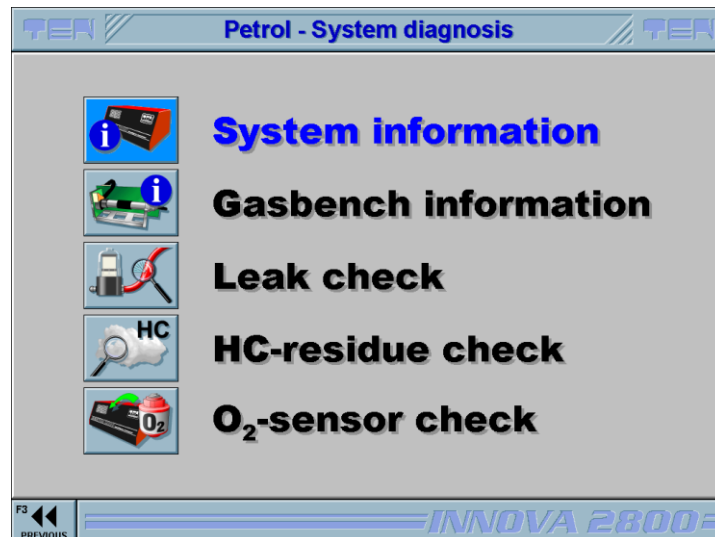 TEN Petrol - System diagnosis TEN
System information
Gasbench information
Leak check
HC
HC-residue check
O₂
O₂-sensor check
F3
PREVIOUS
INNOVA 2800